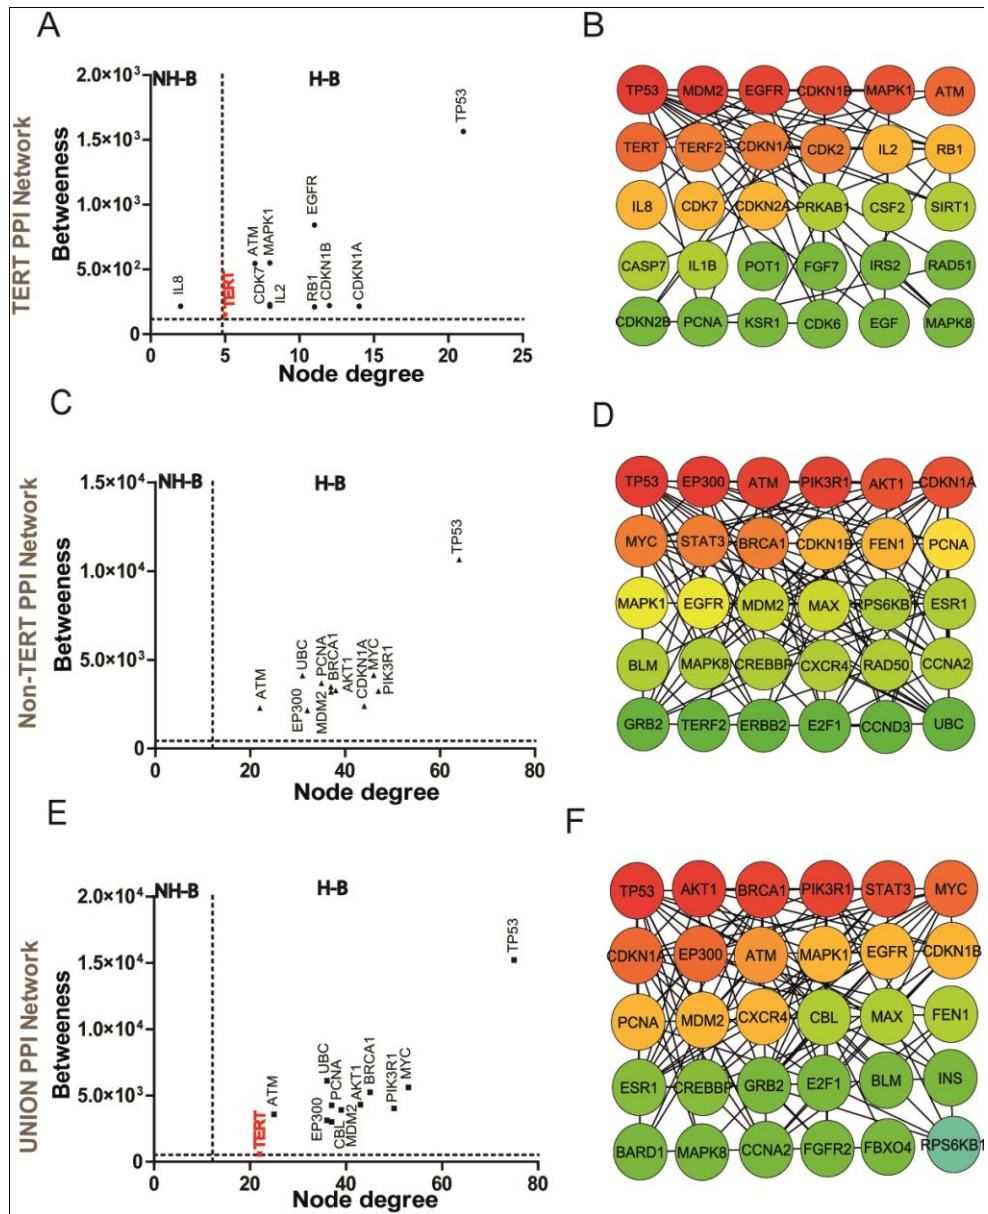 A
TERT PPI Network
Betweeness
NH-B
H-B
2.0×10³
1.5×10³
1.0×10³
5.0×10²
0
TP53
EGFR
ATM
MAPK1
CDK7
IL2
IL8
TERT
RB1
CDKN1B
CDKN1A
0 5 10 15 20 25
Node degree
B
TP53 MDM2 EGFR CDKN1B MAPK1 ATM
TERT TERF2 CDKN1A CDK2 IL2 RB1
IL8 CDK7 CDKN2A PRKAB1 CSF2 SIRT1
CASP7 IL1B POT1 FGF7 IRS2 RAD51
CDKN2B PCNA KSR1 CDK6 EGF MAPK8
C
Non-TERT PPI Network
Betweeness
NH-B
H-B
1.5×10⁴
1.0×10⁴
5.0×10³
0
TP53
ATM
UBC
EP300
MDM2
PCNA
BRCA1
AKT1
CDKN1A
MYC
PIK3R1
0 20 40 60 80
Node degree
D
TP53 EP300 ATM PIK3R1 AKT1 CDKN1A
MYC STAT3 BRCA1 CDKN1B FEN1 PCNA
MAPK1 EGFR MDM2 MAX RPS6KB ESR1
BLM MAPK8 CREBBP CXCR4 RAD50 CCNA2
GRB2 TERF2 ERBB2 E2F1 CCND3 UBC
E
UNION PPI Network
Betweeness
NH-B
H-B
2.0×10⁴
1.5×10⁴
1.0×10⁴
5.0×10³
0
TP53
TERT
ATM
EP300
UBC
PCNA
CBL
MDM2
AKT1
BRCA1
PIK3R1
MYC
0 20 40 60 80
Node degree
F
TP53 AKT1 BRCA1 PIK3R1 STAT3 MYC
CDKN1A EP300 ATM MAPK1 EGFR CDKN1B
PCNA MDM2 CXCR4 CBL MAX FEN1
ESR1 CREBBP GRB2 E2F1 BLM INS
BARD1 MAPK8 CCNA2 FGFR2 FBXO4 RPS6KB1